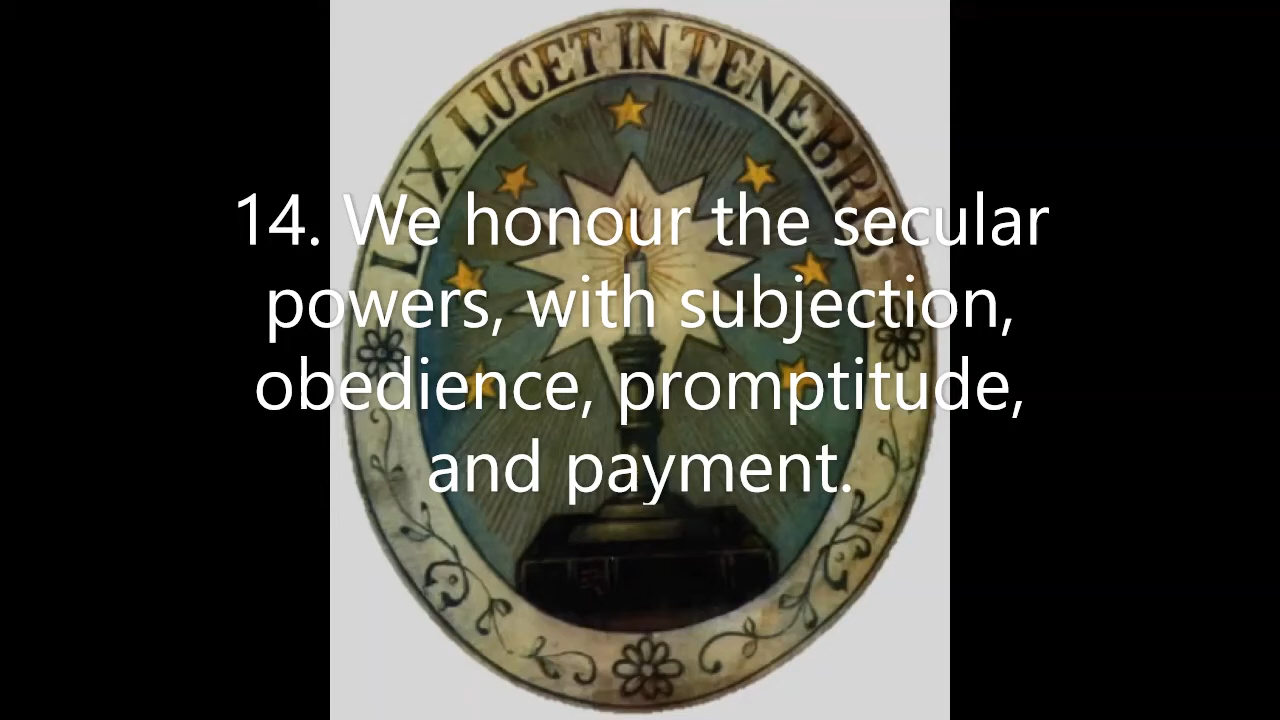 LUX LUCET IN TENEBRIS
14. We honour the secular
powers, with subjection,
obedience, promptitude,
and payment.